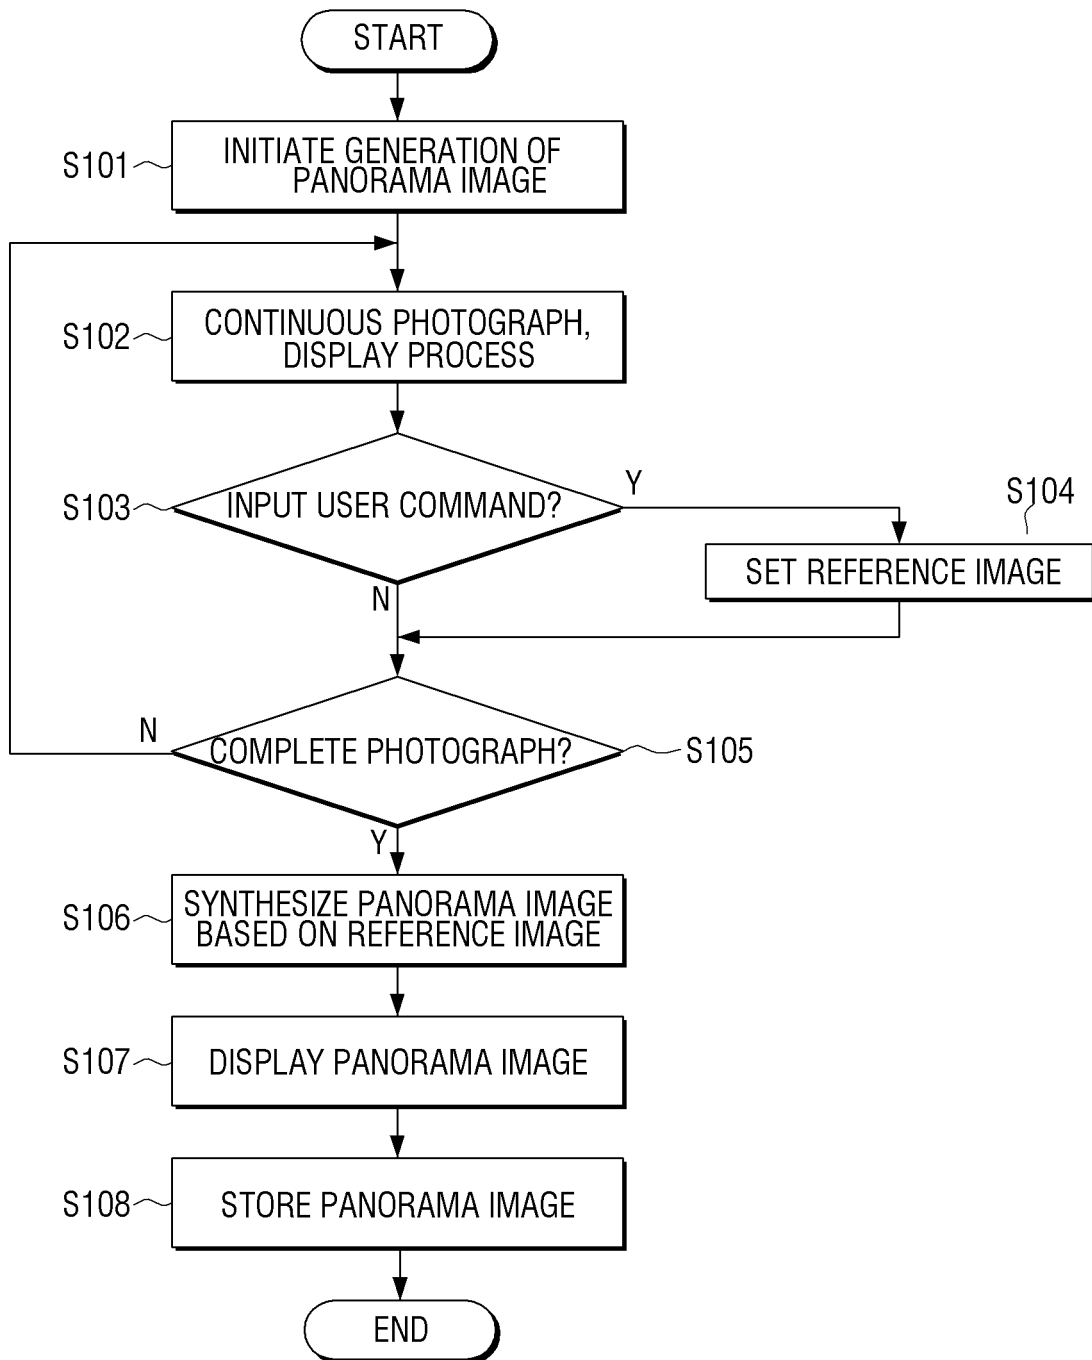 START
S101
INITIATE GENERATION OF
PANORAMA IMAGE
S102
CONTINUOUS PHOTOGRAPH,
DISPLAY PROCESS
S103
INPUT USER COMMAND?
Y
S104
SET REFERENCE IMAGE
N
N
COMPLETE PHOTOGRAPH?
S105
Y
S106
SYNTHESIZE PANORAMA IMAGE
BASED ON REFERENCE IMAGE
S107
DISPLAY PANORAMA IMAGE
S108
STORE PANORAMA IMAGE
END